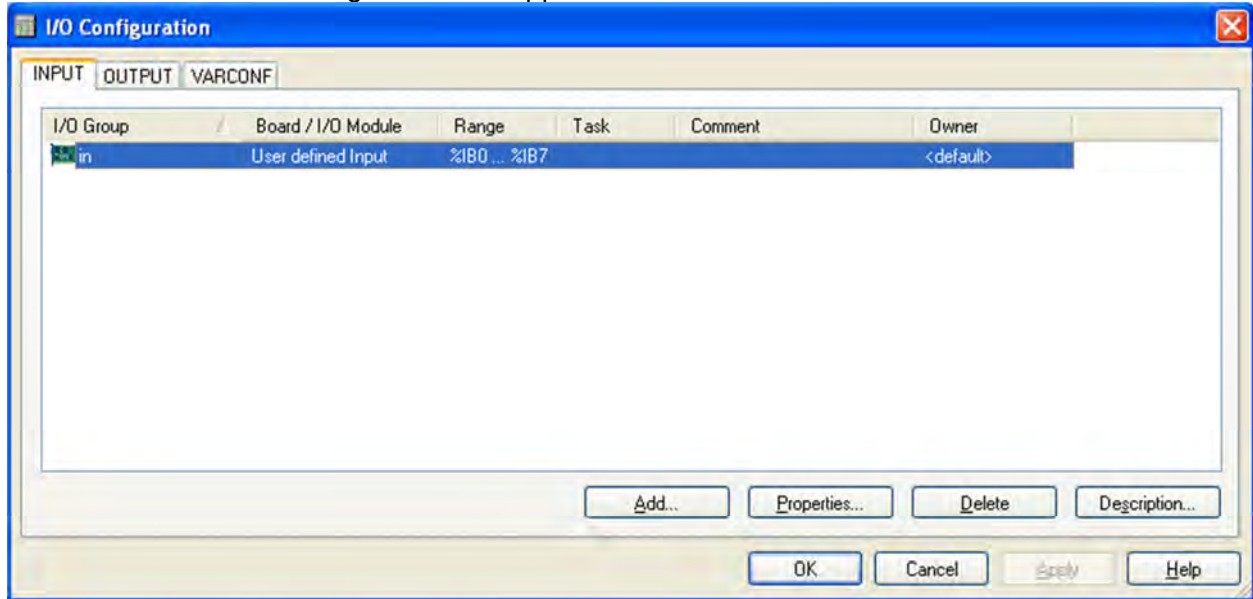 I/O Configuration
INPUT OUTPUT VARCONF
I/O Group / Board / I/O Module Range Task Comment Owner
in User defined Input %IB0 ... %IB7 <default>
Add... Properties... Delete Description...
OK Cancel Apply Help